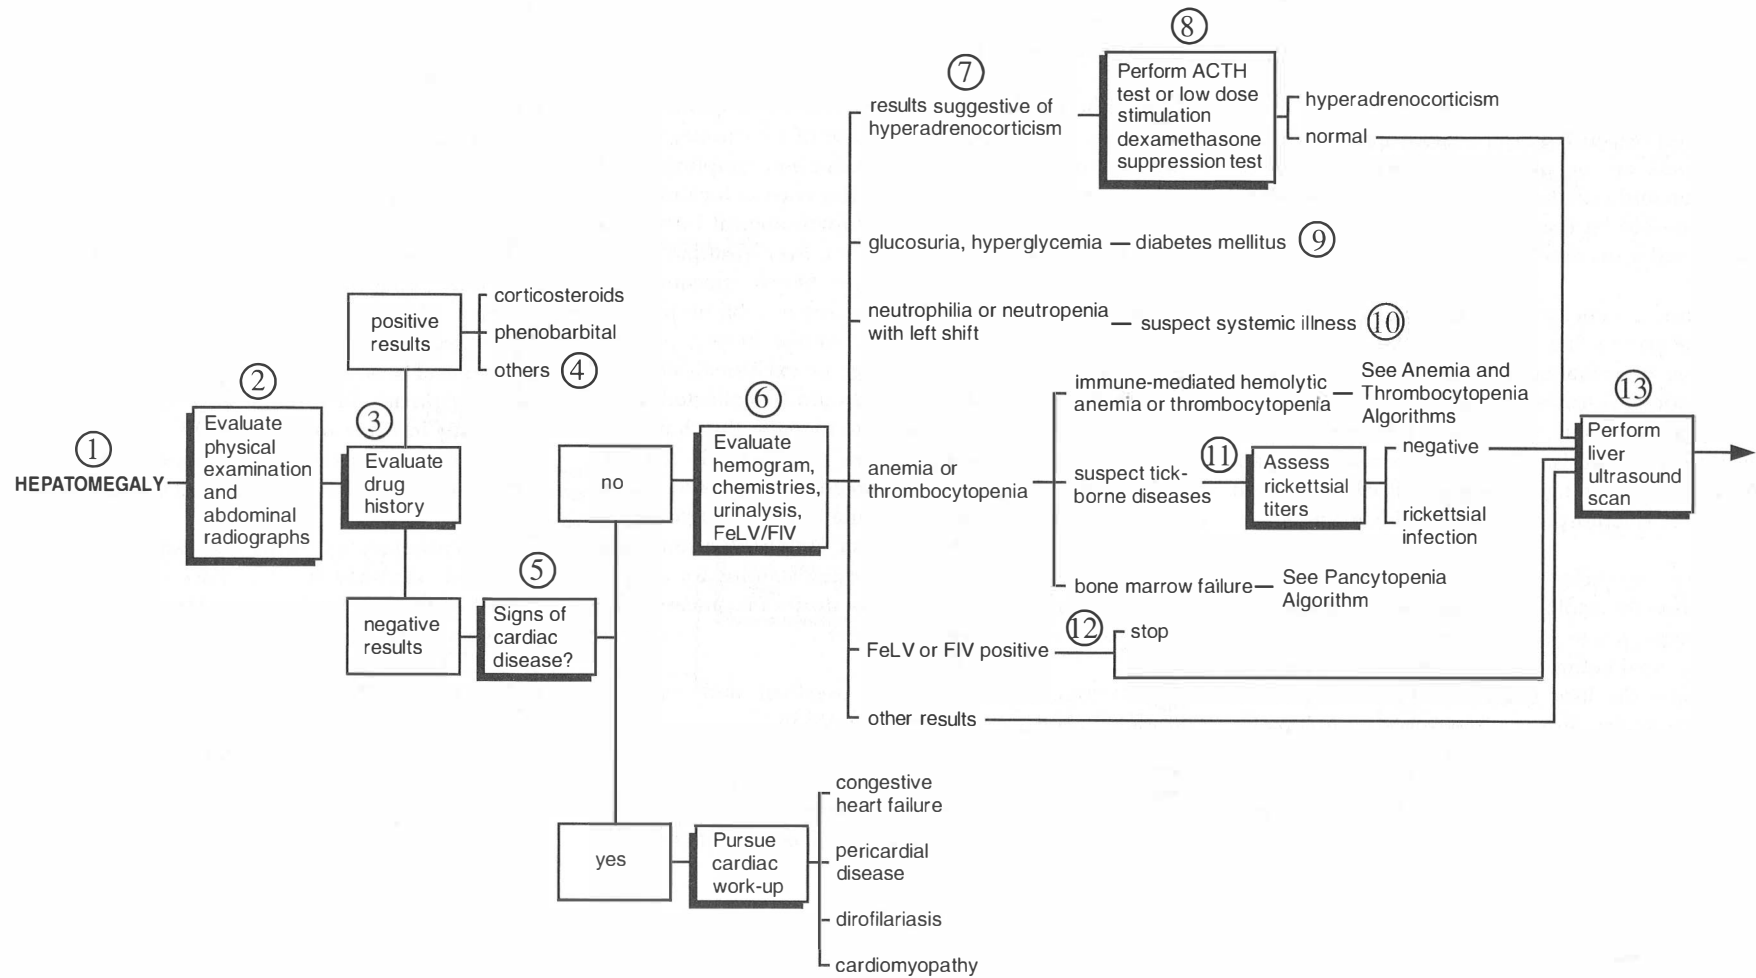 1
HEPATOMEGALY
2
Evaluate
physical
examination
and
abdominal
radiographs
3
Evaluate
drug
history
positive
results
corticosteroids
phenobarbital
others 4
negative
results
5
Signs of
cardiac
disease?
no
6
Evaluate
hemogram,
chemistries,
urinalysis,
FeLV/FIV
yes
Pursue
cardiac
work-up
congestive
heart failure
pericardial
disease
dirofilariasis
cardiomyopathy
7
results suggestive of
hyperadrenocorticism
8
Perform ACTH
test or low dose
stimulation
dexamethasone
suppression test
hyperadrenocorticism
normal
glucosuria, hyperglycemia — diabetes mellitus 9
neutrophilia or neutropenia
with left shift
suspect systemic illness 10
anemia or
thrombocytopenia
immune-mediated hemolytic
anemia or thrombocytopenia
See Anemia and
Thrombocytopenia
Algorithms
suspect tick-
borne diseases
11
Assess
rickettsial
titers
negative
rickettsial
infection
bone marrow failure
See Pancytopenia
Algorithm
FeLV or FIV positive
12
stop
other results
13
Perform
liver
ultrasound
scan